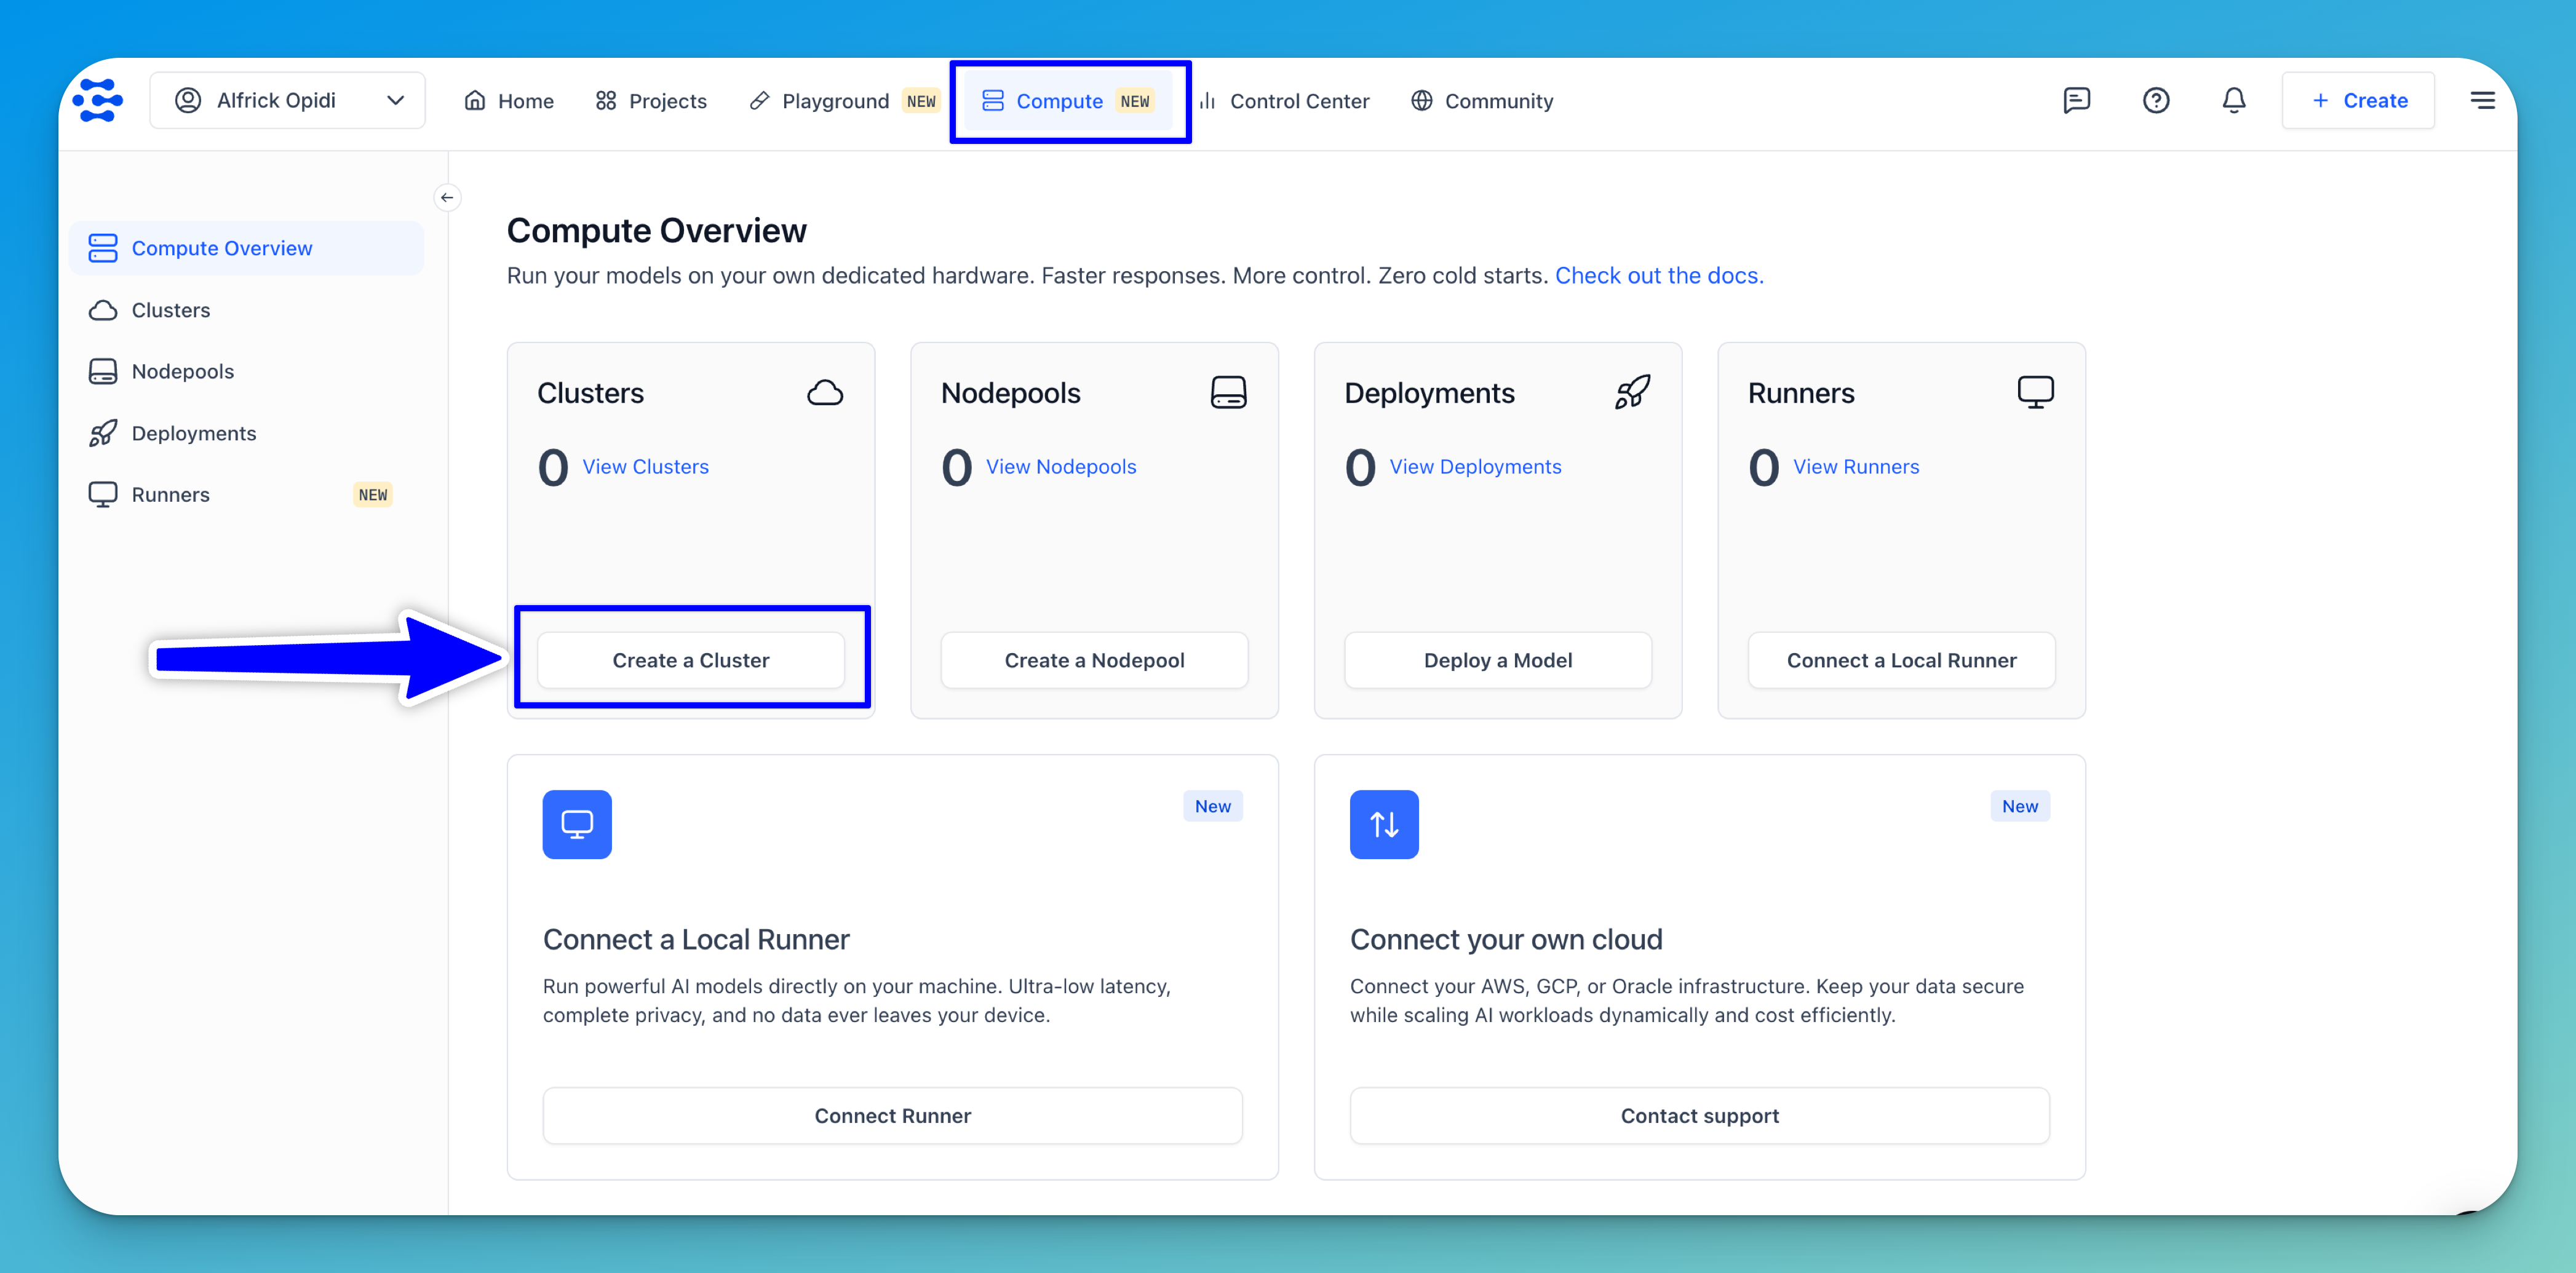 Alfrick Opidi
Home
Projects
Playground NEW
Compute NEW
Control Center
Community
+ Create
Compute Overview
Clusters
Nodepools
Deployments
Runners NEW
Compute Overview
Run your models on your own dedicated hardware. Faster responses. More control. Zero cold starts. Check out the docs.
Clusters
0 View Clusters
Create a Cluster
Nodepools
0 View Nodepools
Create a Nodepool
Deployments
0 View Deployments
Deploy a Model
Runners
0 View Runners
Connect a Local Runner
New
Connect a Local Runner
Run powerful AI models directly on your machine. Ultra-low latency,
complete privacy, and no data ever leaves your device.
Connect Runner
New
Connect your own cloud
Connect your AWS, GCP, or Oracle infrastructure. Keep your data secure
while scaling AI workloads dynamically and cost efficiently.
Contact support